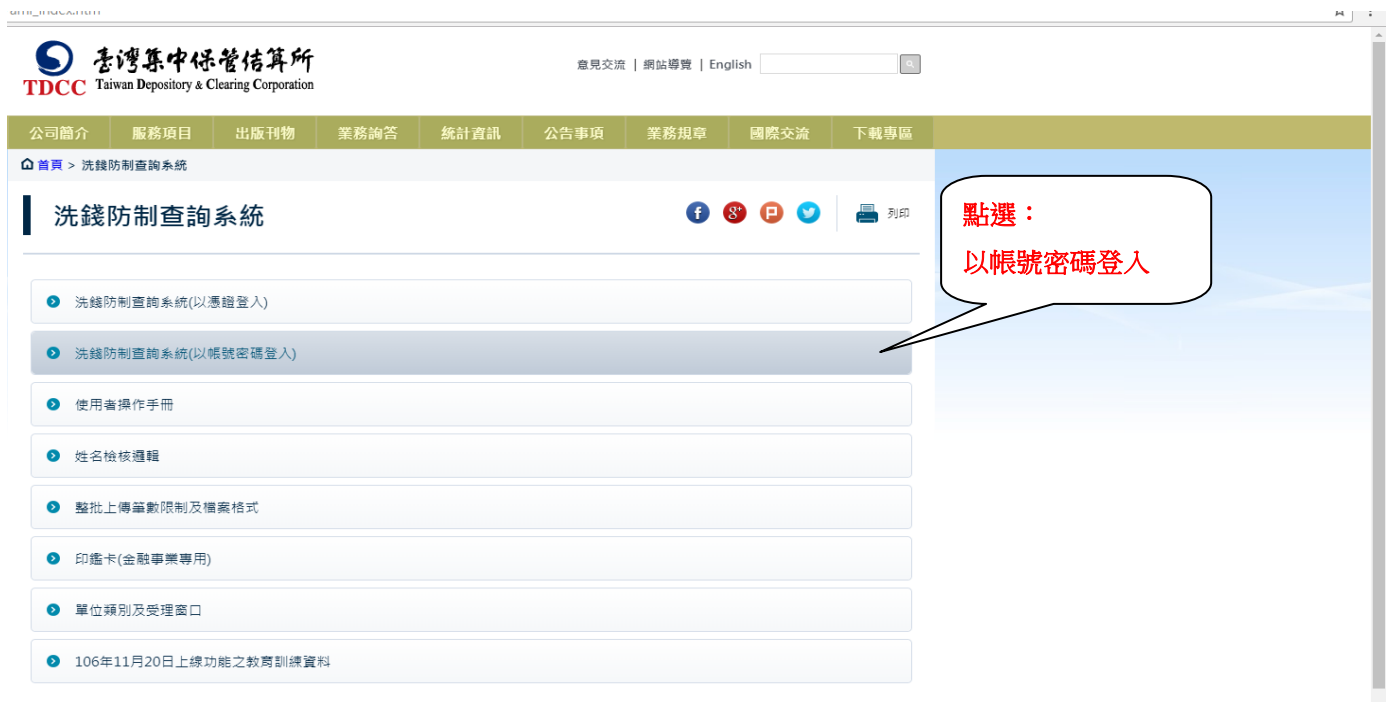 臺灣集中保管結算所
TDCC Taiwan Depository & Clearing Corporation
意見交流 | 網站導覽 | English
公司簡介 服務項目 出版刊物 業務詢答 統計資訊 公告事項 業務規章 國際交流 下載專區
首頁 > 洗錢防制查詢系統
洗錢防制查詢系統
列印
點選：
以帳號密碼登入
洗錢防制查詢系統(以憑證登入)
洗錢防制查詢系統(以帳號密碼登入)
使用者操作手冊
姓名檢核邏輯
整批上傳筆數限制及檔案格式
印鑑卡(金融事業專用)
單位類別及受理窗口
106年11月20日上線功能之教育訓練資料